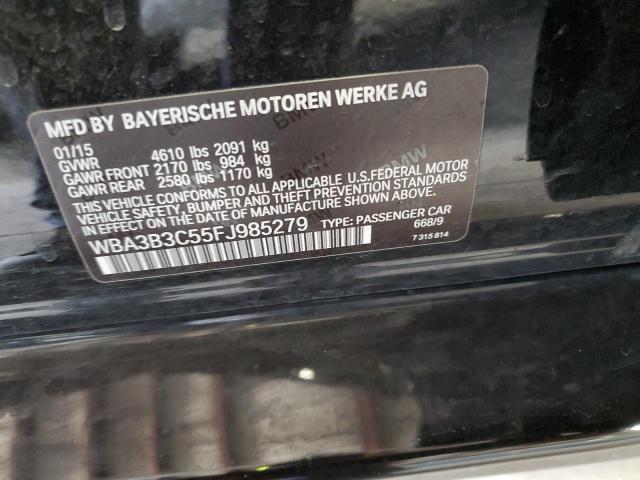 MFD BY BAYERISCHE MOTOREN WERKE AG
01/15
GVWR 4610 lbs 2091 kg
GAWR FRONT 2170 lbs 984 kg
GAWR REAR 2580 lbs 1170 kg
THIS VEHICLE CONFORMS TO ALL APPLICABLE U.S.FEDERAL MOTOR
VEHICLE SAFETY, BUMPER AND THEFT PREVENTION STANDARDS
IN EFFECT ON THE DATE OF MANUFACTURE SHOWN ABOVE.
WBA3B3C55FJ985279 TYPE: PASSENGER CAR
668/9
7 315 814
BMW
BMW
BMW